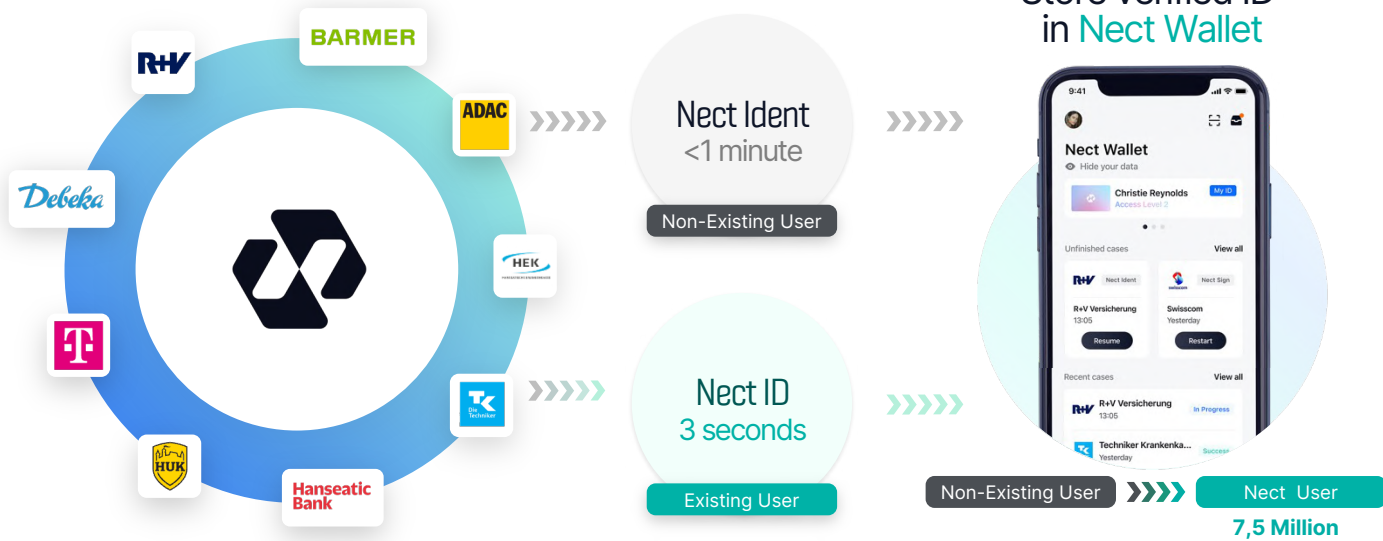 Store verified ID
in Nect Wallet
BARMER
R+V
ADAC
Debeka
HEK
T
TK
Die
Techniker
HUK
Hanseatic
Bank
Nect Ident
<1 minute
Non-Existing User
Nect ID
3 seconds
Existing User
9:41
Nect Wallet
Hide your data
Christie Reynolds
My ID
Access Level 2
Unfinished cases
View all
R+V
Nect Ident
swisscom
Nect Sign
R+V Versicherung
13:05
Resume
Swisscom
Yesterday
Restart
Recent cases
View all
R+V
R+V Versicherung
13:05
In Progress
TK
Techniker Krankenka...
Yesterday
Success
Non-Existing User
Nect User
7,5 Million